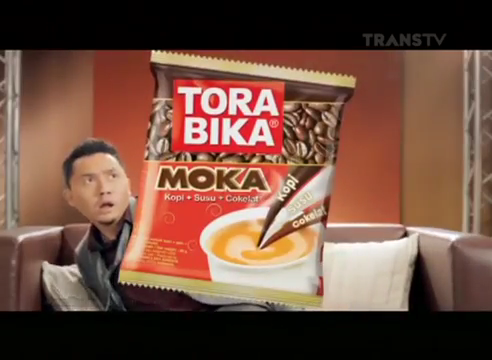 TRANSTV
TORA
BIKA®
MOKA
Kopi + Susu + Cokelat
Kopi
Susu
Cokelat